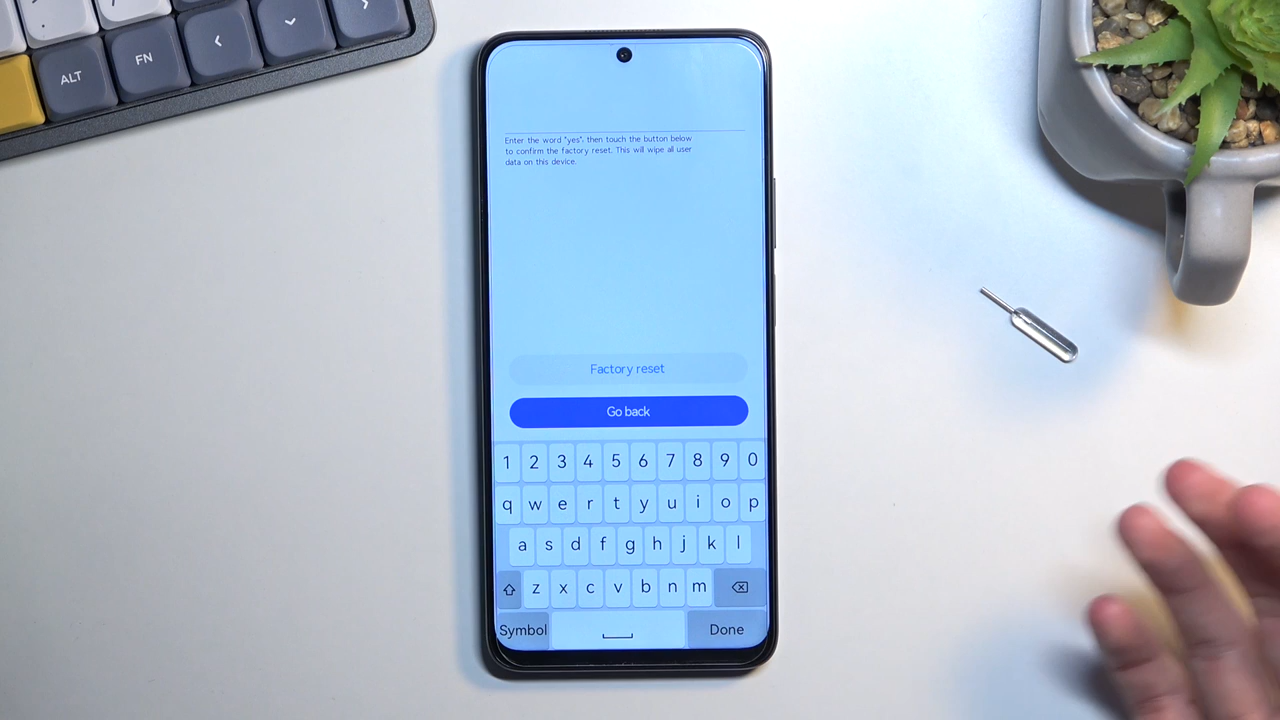 ALT
FN
Enter the word "yes", then touch the button below
to confirm the factory reset. This will wipe all user
data on this device.
Factory reset
Go back
1 2 3 4 5 6 7 8 9 0
q w e r t y u i o p
a s d f g h j k l
z x c v b n m
Symbol Done